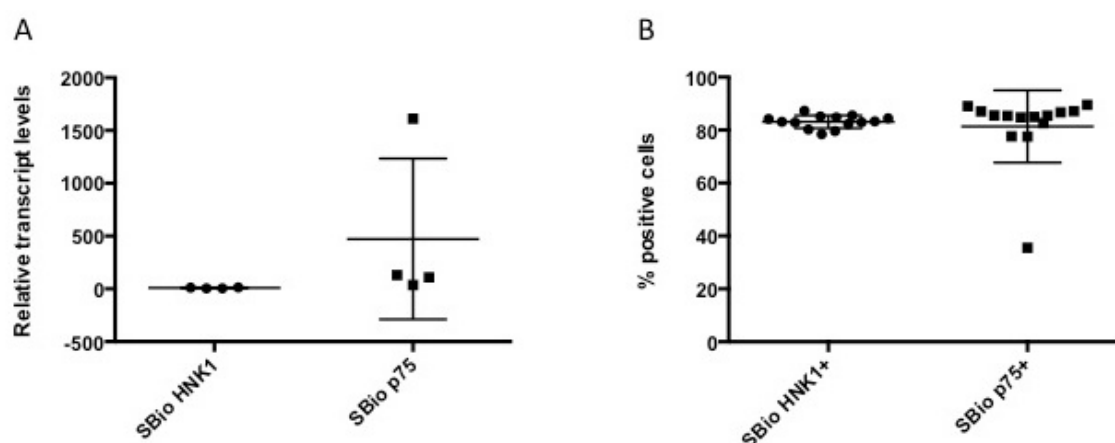 A
B
Relative transcript levels
2000
1500
1000
500
0
-500
SBio HNK1
SBio p75
% positive cells
100
80
60
40
20
0
SBio HNK1+
SBio p75+